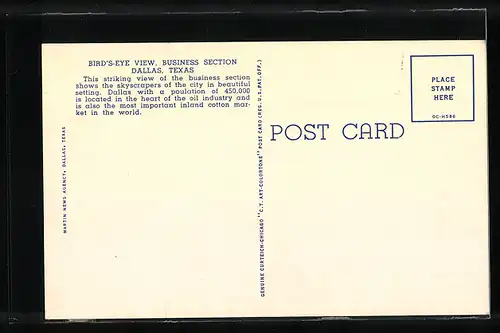 BIRD'S-EYE VIEW, BUSINESS SECTION
DALLAS, TEXAS
This striking view of the business section
shows the skyscrapers of the city in beautiful
setting. Dallas with a poulation of 450,000
is located in the heart of the oil industry and
is also the most important inland cotton mar-
ket in the world.
MARTIN NEWS AGENCY, DALLAS, TEXAS
GENUINE CURTEICH-CHICAGO "C.T. ART-COLORTONE" POST CARD (REG. U.S. PAT. OFF.)
POST CARD
PLACE
STAMP
HERE
OC-H586